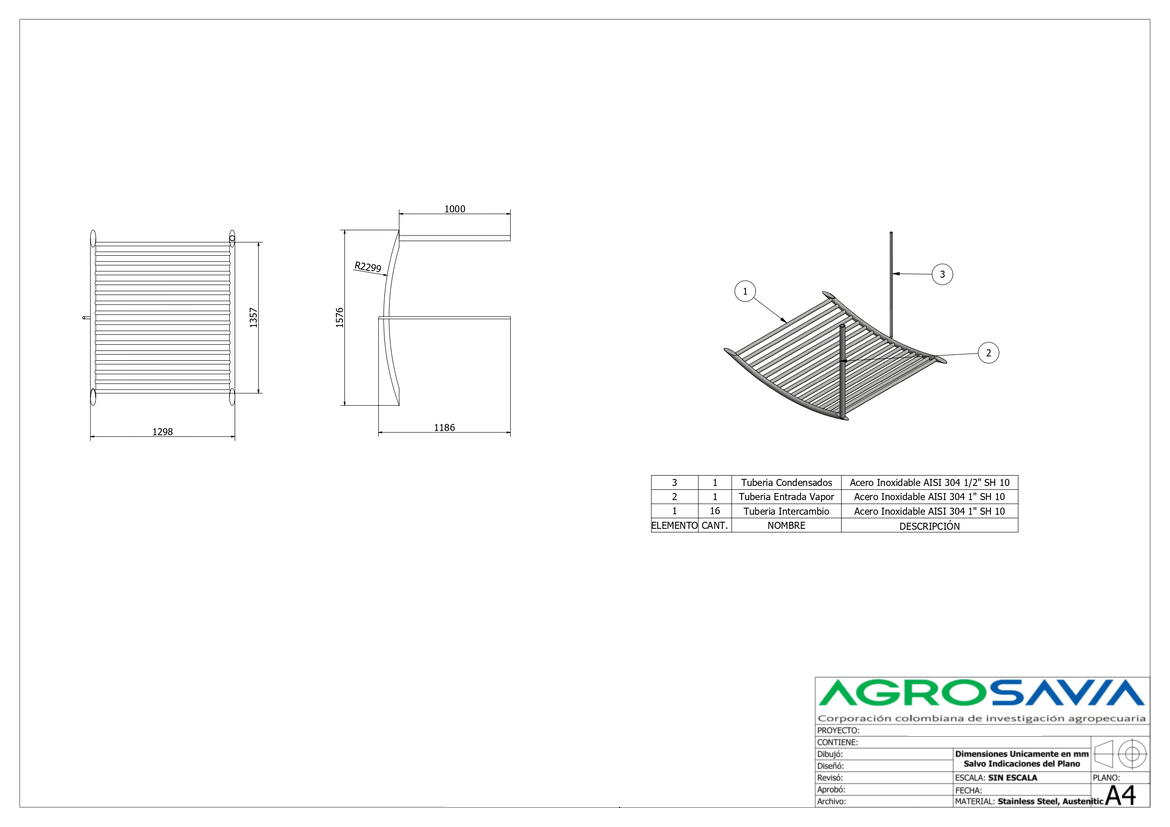 1000
R2299
1576
1357
1298
1186
1
3
2
3 1 Tuberia Condensados Acero Inoxidable AISI 304 1/2" SH 10
2 1 Tuberia Entrada Vapor Acero Inoxidable AISI 304 1" SH 10
1 16 Tuberia Intercambio Acero Inoxidable AISI 304 1" SH 10
ELEMENTO CANT. NOMBRE DESCRIPCIÓN
AGROSAVIA
Corporación colombiana de investigación agropecuaria
PROYECTO:
CONTIENE:
Dibujó: Dimensiones Unicamente en mm
Diseñó: Salvo Indicaciones del Plano
Revisó: ESCALA: SIN ESCALA PLANO:
Aprobó: FECHA:
Archivo: MATERIAL: Stainless Steel, Austenitic A4